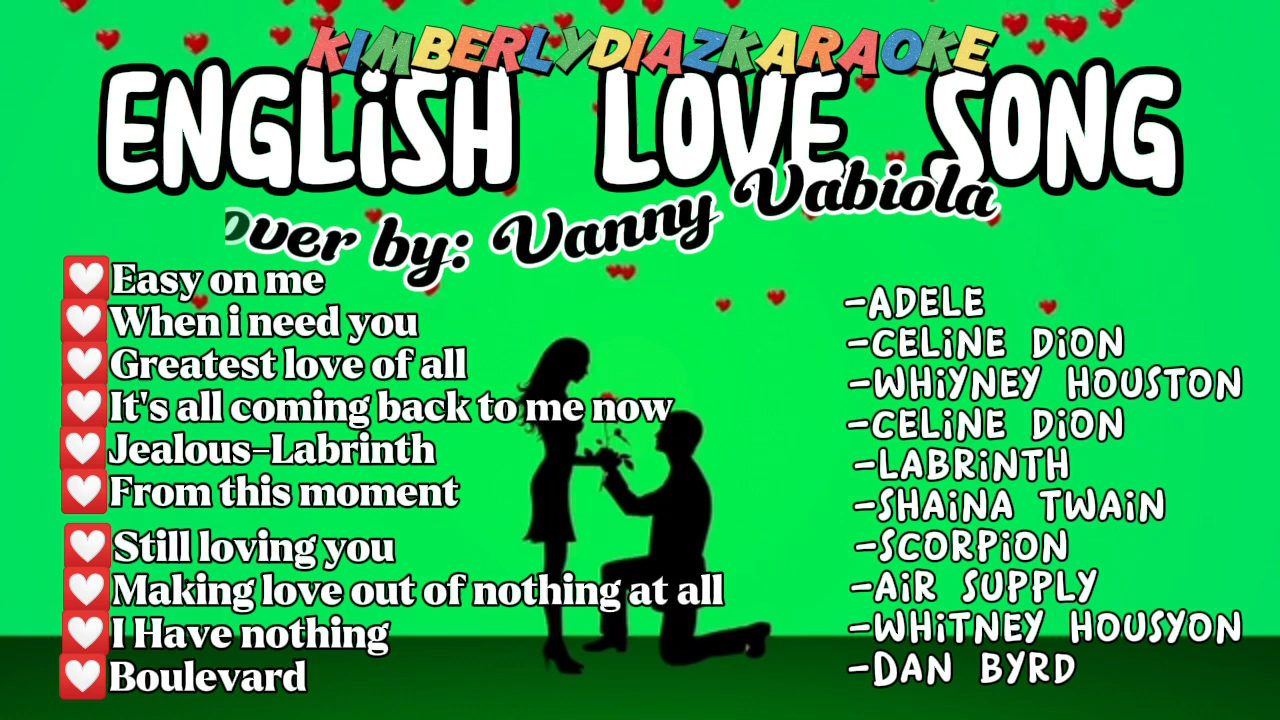 KIMBERLYDIAZKARAOKE
ENGLiSH LOVE SONG
over by: Vanny Vabiola
Easy on me
When i need you
Greatest love of all
It's all coming back to me now
Jealous-Labrinth
From this moment
Still loving you
Making love out of nothing at all
I Have nothing
Boulevard
-ADELE
-CELiNE DiON
-WHiYNEY HOUSTON
-CELiNE DiON
-LABRiNTH
-SHAiNA TWAiN
-SCORPiON
-AiR SUPPLY
-WHiTNEY HOUSYON
-DAN BYRD